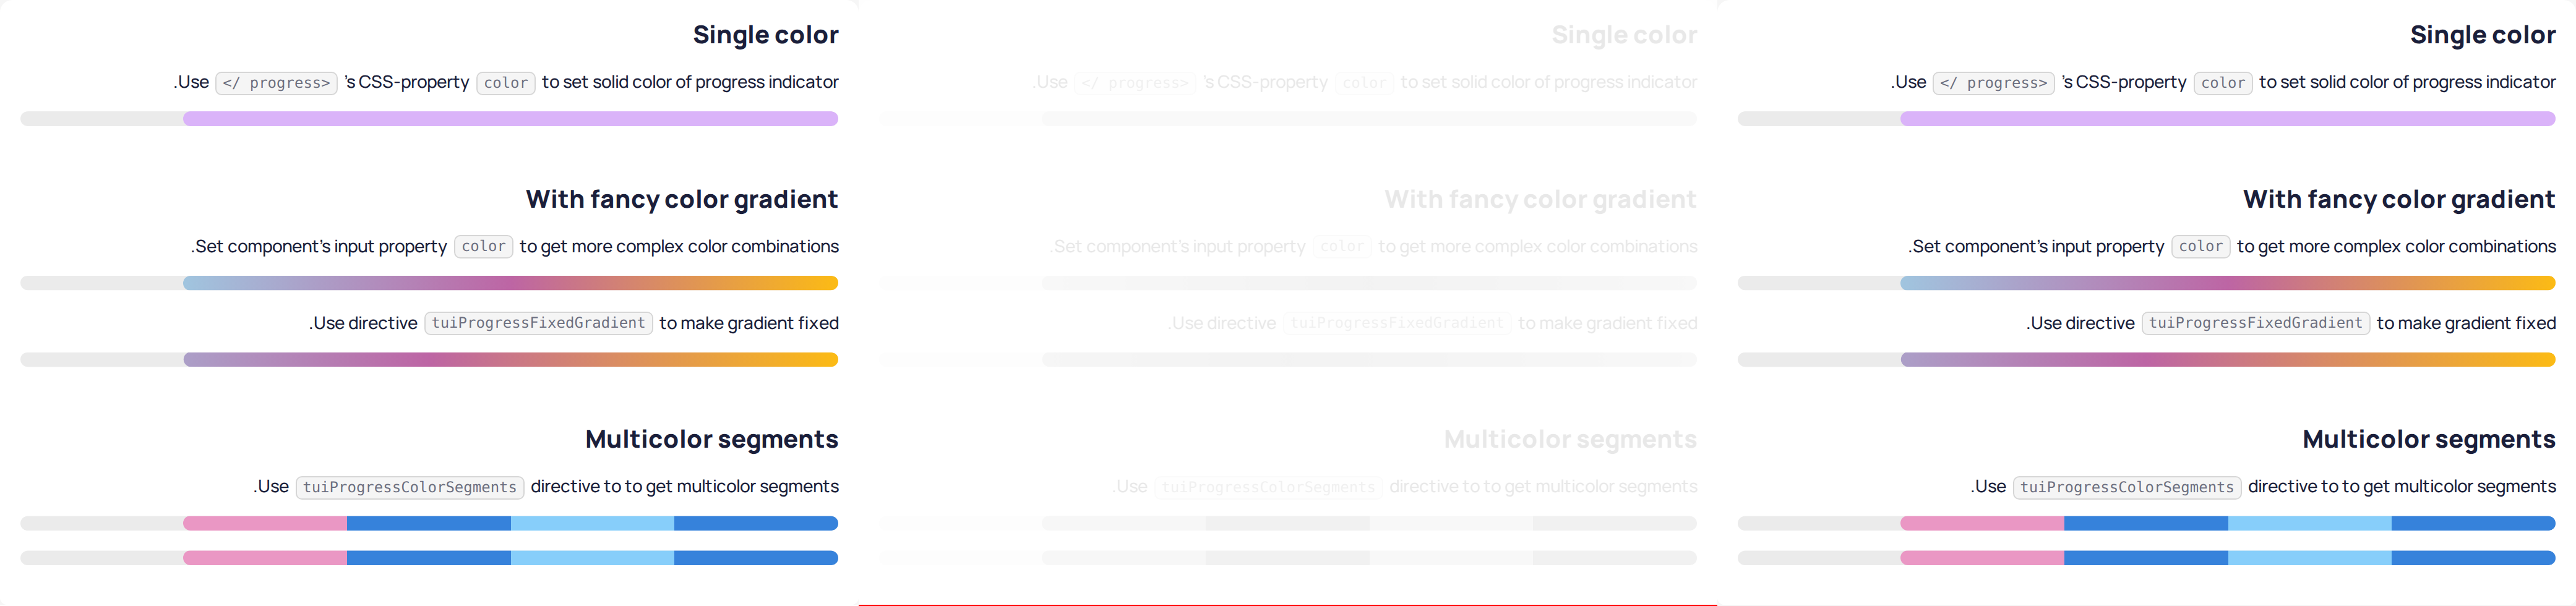 Single color
.Use </ progress> 's CSS-property color to set solid color of progress indicator
With fancy color gradient
.Set component's input property color to get more complex color combinations
.Use directive tuiProgressFixedGradient to make gradient fixed
Multicolor segments
.Use tuiProgressColorSegments directive to to get multicolor segments
Single color
.Use </ progress> 's CSS-property color to set solid color of progress indicator
With fancy color gradient
.Set component's input property color to get more complex color combinations
.Use directive tuiProgressFixedGradient to make gradient fixed
Multicolor segments
.Use tuiProgressColorSegments directive to to get multicolor segments
Single color
.Use </ progress> 's CSS-property color to set solid color of progress indicator
With fancy color gradient
.Set component's input property color to get more complex color combinations
.Use directive tuiProgressFixedGradient to make gradient fixed
Multicolor segments
.Use tuiProgressColorSegments directive to to get multicolor segments